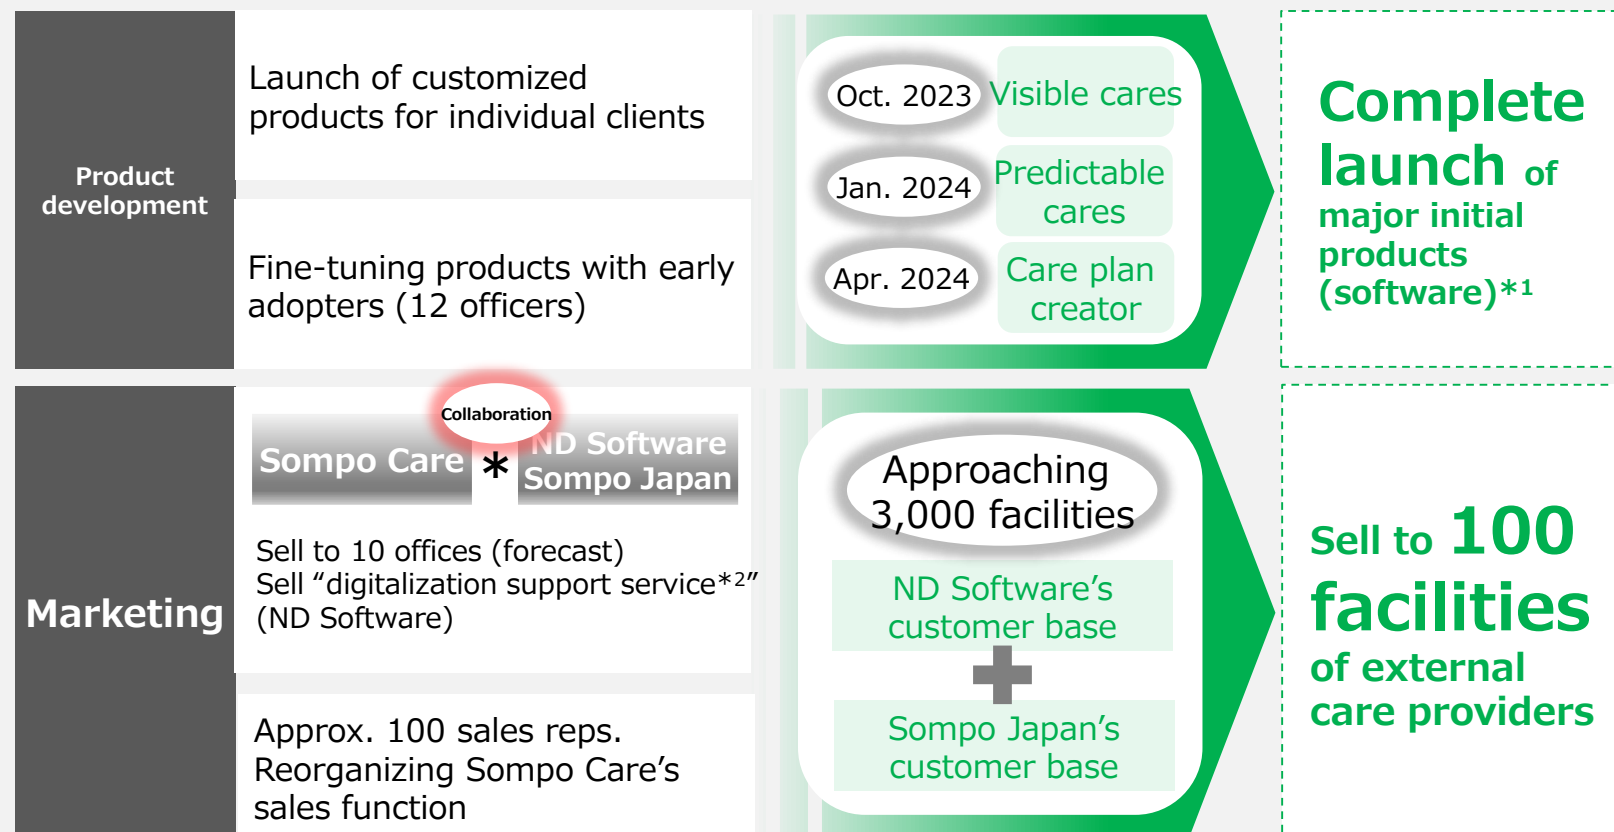 Product
development
Launch of customized
products for individual clients
Fine-tuning products with early
adopters (12 officers)
Oct. 2023
Visible cares
Jan. 2024
Predictable
cares
Apr. 2024
Care plan
creator
Complete
launch of
major initial
products
(software)*1
Marketing
Collaboration
Sompo Care
*
ND Software
Sompo Japan
Sell to 10 offices (forecast)
Sell “digitalization support service*2”
(ND Software)
Approx. 100 sales reps.
Reorganizing Sompo Care’s
sales function
Approaching
3,000 facilities
ND Software’s
customer base
Sompo Japan’s
customer base
Sell to 100
facilities
of external
care providers